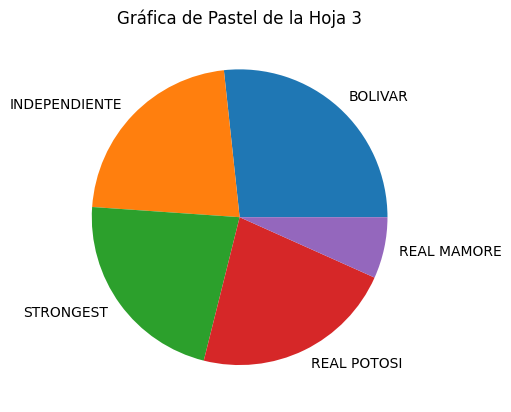 Gráfica de Pastel de la Hoja 3
BOLIVAR
INDEPENDIENTE
STRONGEST
REAL POTOSI
REAL MAMORE